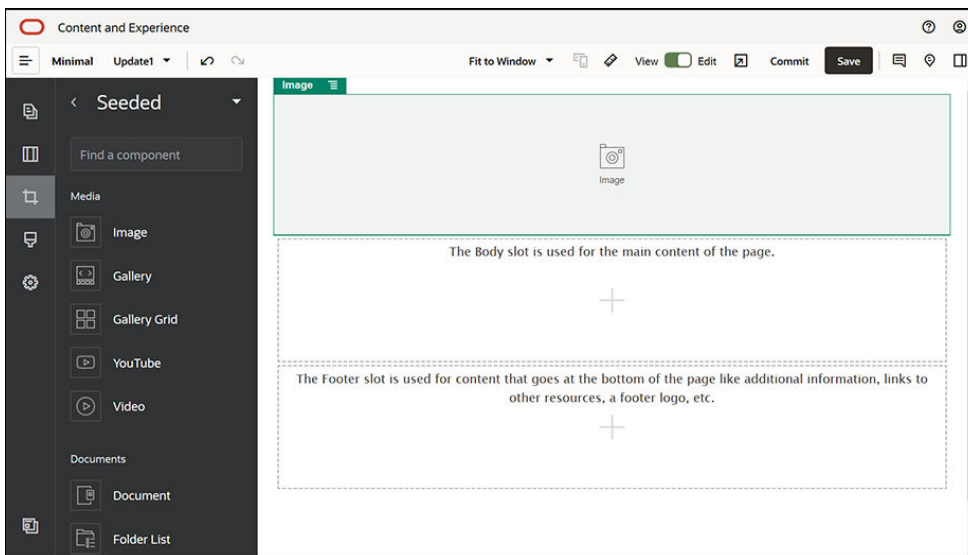 Content and Experience
Minimal Update1 Fit to Window View Edit Commit Save
Seeded
Find a component
Media
Image
Gallery
Gallery Grid
YouTube
Video
Documents
Document
Folder List
Image
Image
The Body slot is used for the main content of the page.
The Footer slot is used for content that goes at the bottom of the page like additional information, links to
other resources, a footer logo, etc.